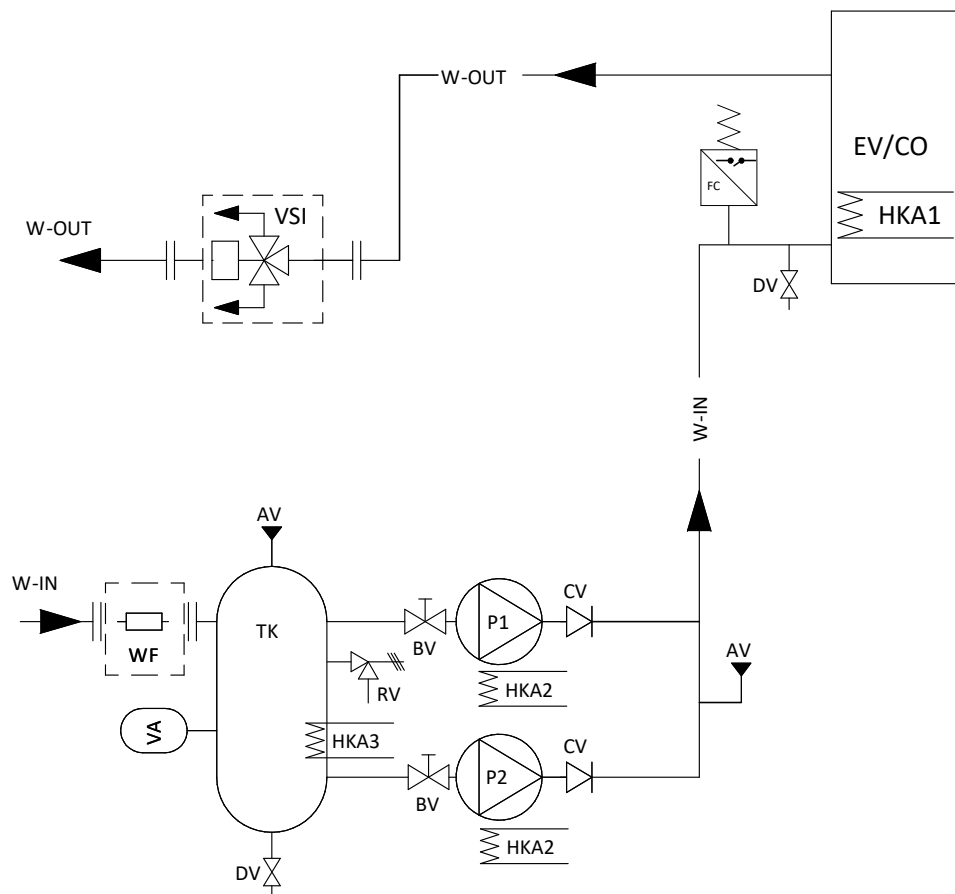 W-OUT
EV/CO
FC
HKA1
VSI
W-OUT
DV
W-IN
AV
W-IN
CV
TK
P1
BV
WF
AV
RV
HKA2
VA
HKA3
CV
P2
BV
HKA2
DV